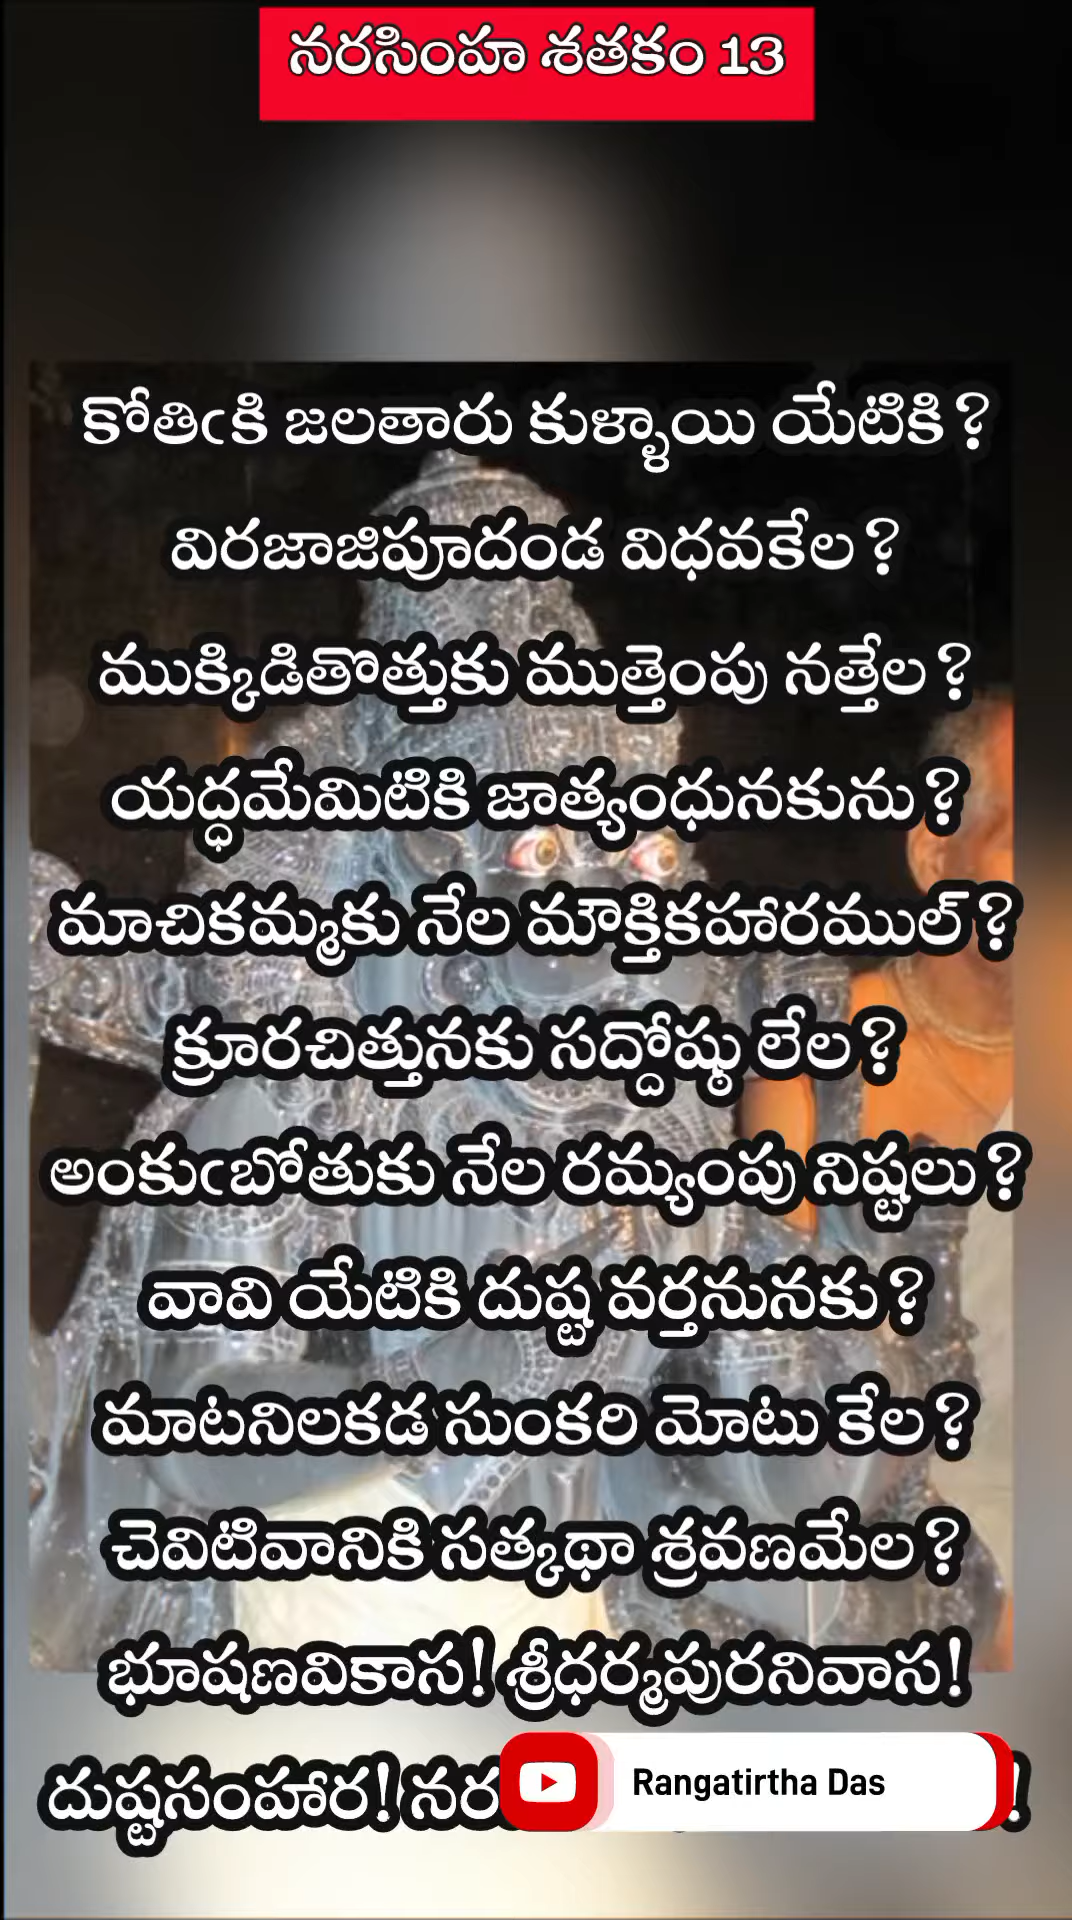 నరసింహ శతకం 13
కోతిఁకి జలతారు కుళ్ళాయి యేటికి?
విరజాజిపూదండ విధవకేల?
ముక్కిడితొత్తుకు ముత్తెంపు నత్తేల?
యద్ధమేమిటికి జాత్యంధునకును?
మాచికమ్మకు నేల మౌక్తికహారముల్?
క్రూరచిత్తునకు సద్దోష్ఠు లేల?
అంకుఁబోతుకు నేల రమ్యంపు నిష్టలు?
వావి యేటికి దుష్ట వర్తనునకు?
మాటనిలకడ సుంకరి మోటు కేల?
చెవిటివానికి సత్కథా శ్రవణమేల?
భూషణవికాస! శ్రీధర్మపురనివాస!
దుష్టసంహార! నర
Rangatirtha Das